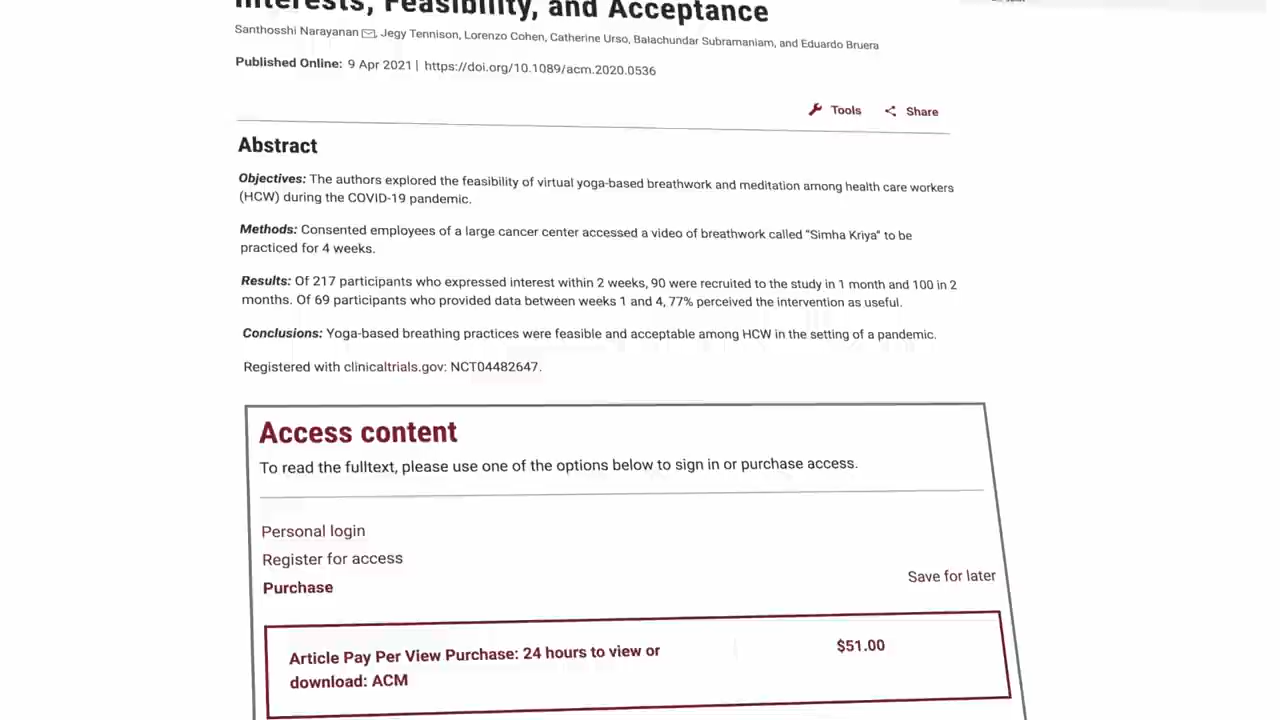 Interests, Feasibility, and Acceptance
Santhosshi Narayanan, Jegy Tennison, Lorenzo Cohen, Catherine Urso, Balachundar Subramaniam, and Eduardo Bruera
Published Online: 9 Apr 2021 | https://doi.org/10.1089/acm.2020.0536
Tools Share
Abstract
Objectives: The authors explored the feasibility of virtual yoga-based breathwork and meditation among health care workers
(HCW) during the COVID-19 pandemic.
Methods: Consented employees of a large cancer center accessed a video of breathwork called "Simha Kriya" to be
practiced for 4 weeks.
Results: Of 217 participants who expressed interest within 2 weeks, 90 were recruited to the study in 1 month and 100 in 2
months. Of 69 participants who provided data between weeks 1 and 4, 77% perceived the intervention as useful.
Conclusions: Yoga-based breathing practices were feasible and acceptable among HCW in the setting of a pandemic.
Registered with clinicaltrials.gov: NCT04482647.
Access content
To read the fulltext, please use one of the options below to sign in or purchase access.
Personal login
Register for access
Purchase
Save for later
Article Pay Per View Purchase: 24 hours to view or
download: ACM
$51.00